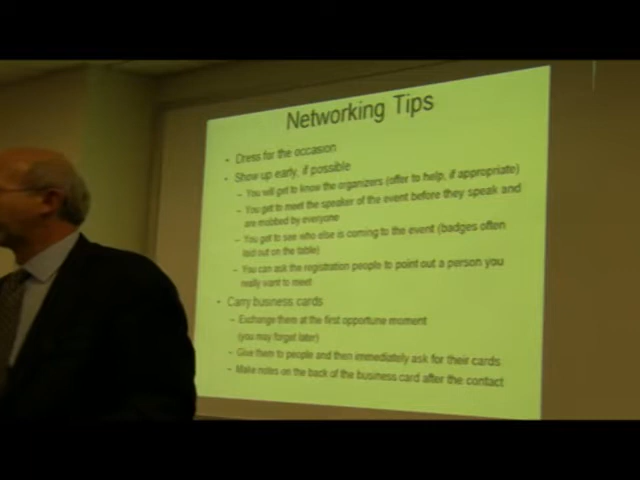 Networking Tips
• Dress for the occasion
• Show up early, if possible
– You will get to know the organizers (offer to help, if appropriate)
– You get to meet the speaker of the event before they speak and
are mobbed by everyone
– You get to see who else is coming to the event (badges often
laid out on the table)
– You can ask the registration people to point out a person you
really want to meet
• Carry business cards
– Exchange them at the first opportune moment
(you may forget later)
– Give them to people and then immediately ask for their cards
– Make notes on the back of the business card after the contact